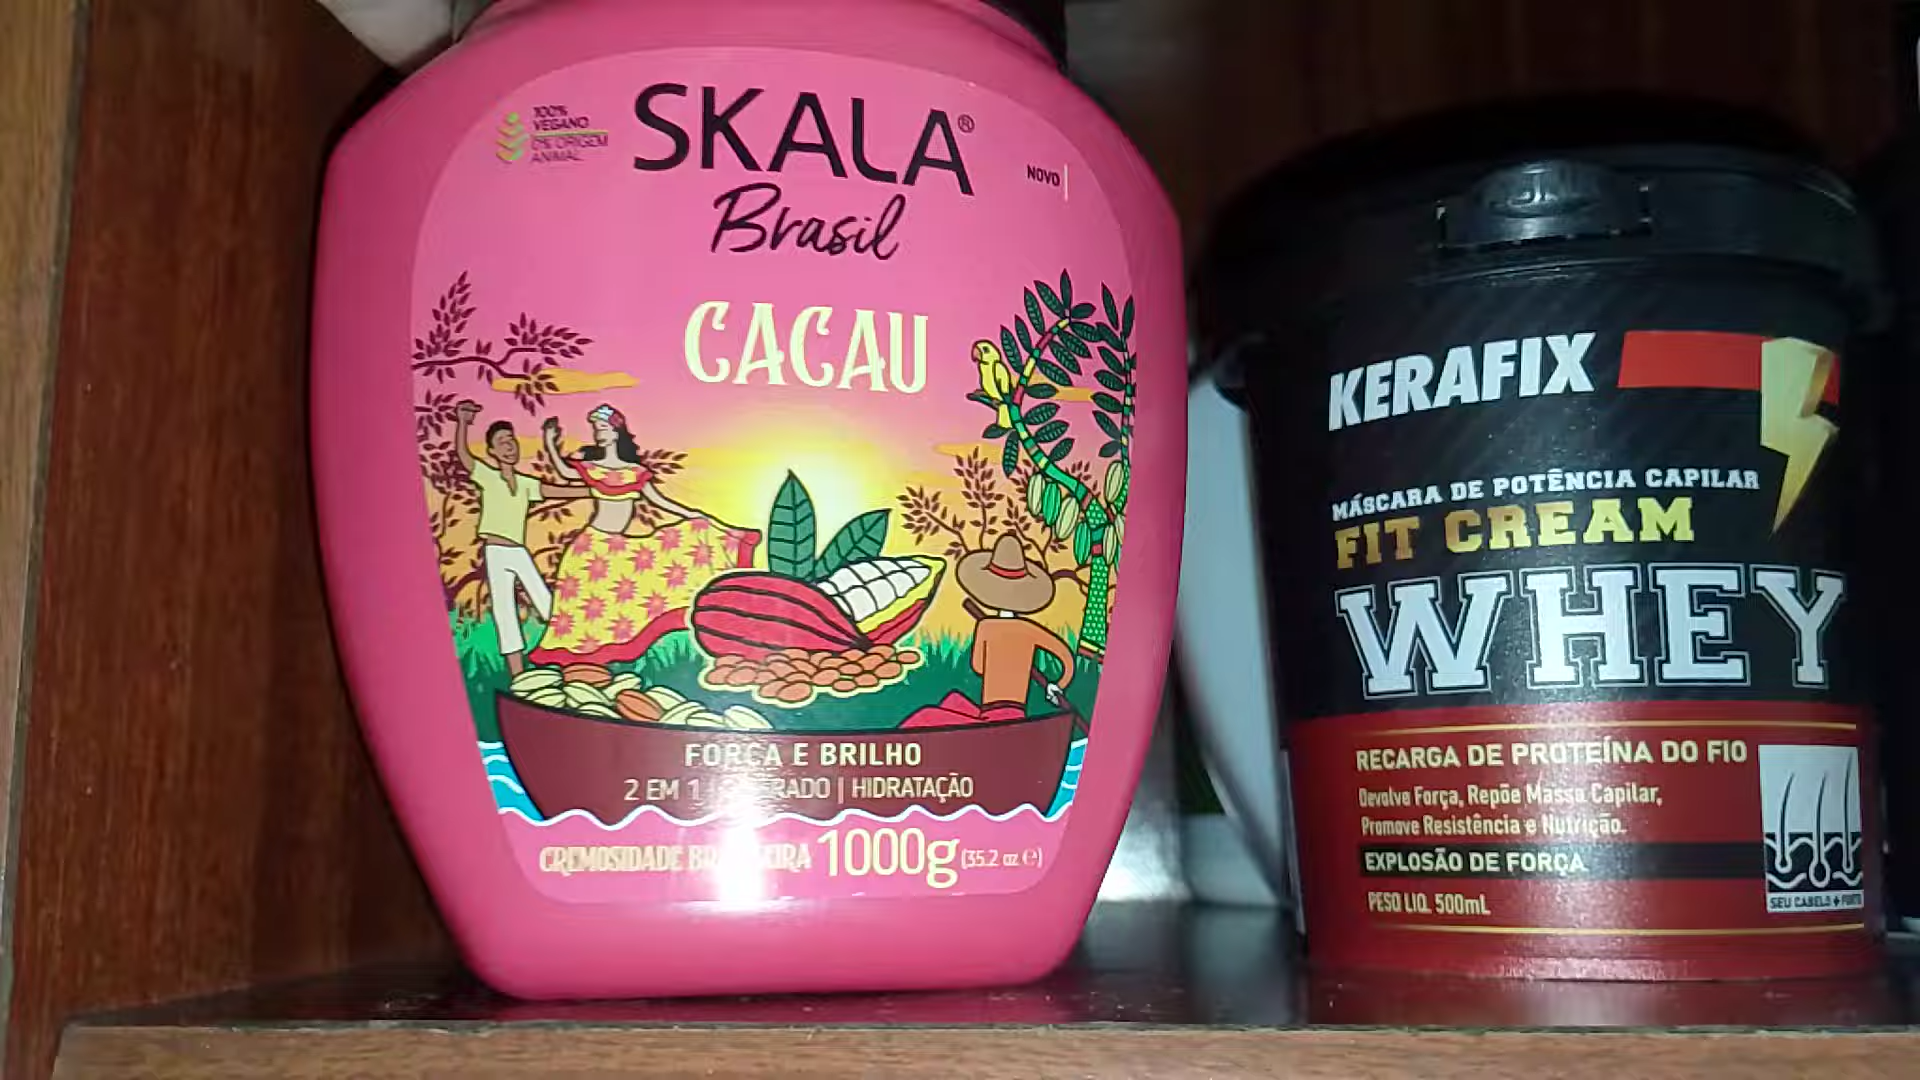 100%
VEGANO
0% ORIGEM
ANIMAL
SKALA®
Brasil
NOVO
CACAU
FORÇA E BRILHO
2 EM 1 | HIDRATAÇÃO
CREMOSIDADE
1000g (35.2 oz ℮)
KERAFIX
MÁSCARA DE POTÊNCIA CAPILAR
FIT CREAM
WHEY
RECARGA DE PROTEÍNA DO FIO
Devolve Força, Repõe Massa Capilar,
Promove Resistência e Nutrição.
EXPLOSÃO DE FORÇA
PESO LIQ. 500mL
SEU CABELO + FORTE